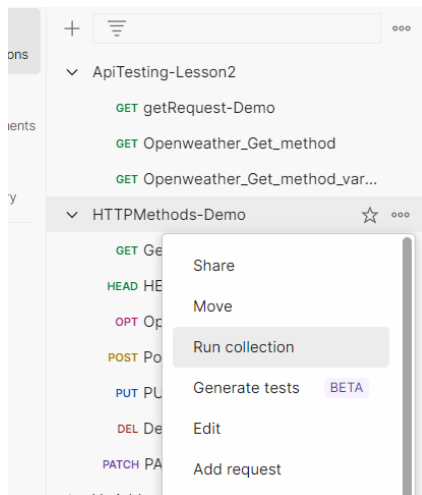 ons
ApiTesting-Lesson2
GET getRequest-Demo
ents
GET Openweather_Get_method
GET Openweather_Get_method_var...
ry
HTTPMethods-Demo
GET Ge
Share
HEAD HE
Move
OPT Op
Run collection
POST Po
Generate tests BETA
PUT PU
Edit
DEL De
Add request
PATCH PA